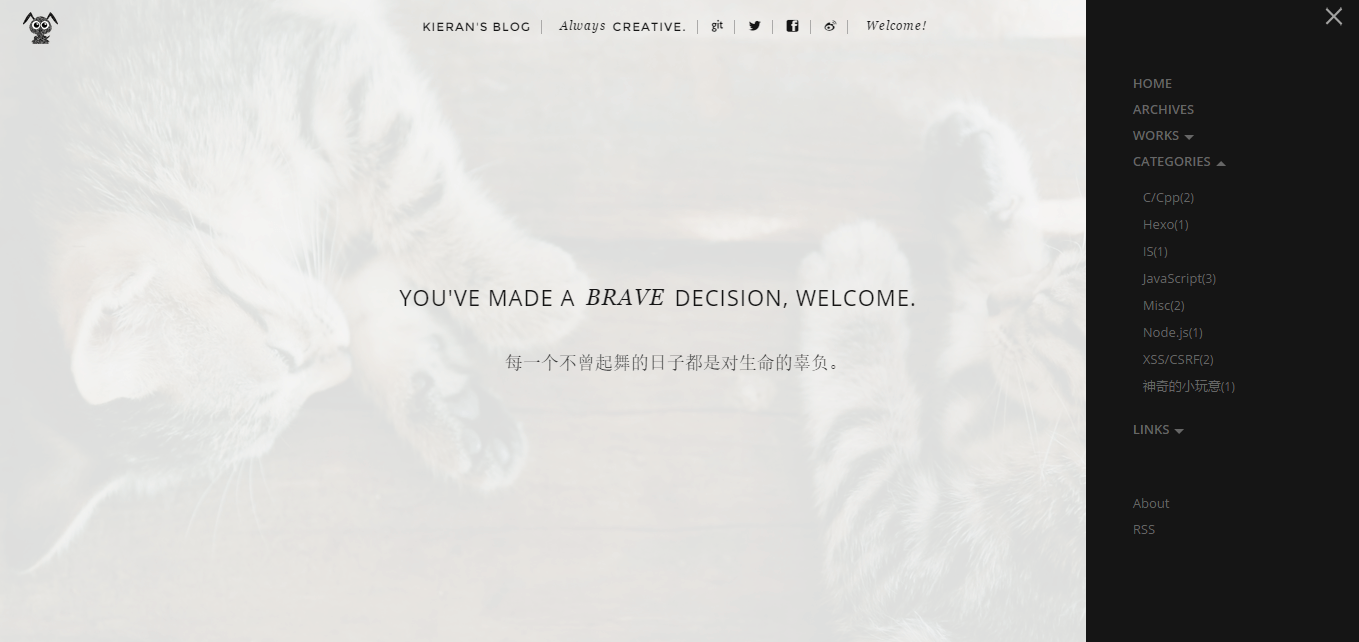 KIERAN'S BLOG Always CREATIVE. git Welcome!
YOU'VE MADE A BRAVE DECISION, WELCOME.
每一个不曾起舞的日子都是对生命的辜负。
HOME
ARCHIVES
WORKS
CATEGORIES
C/Cpp(2)
Hexo(1)
IS(1)
JavaScript(3)
Misc(2)
Node.js(1)
XSS/CSRF(2)
神奇的小玩意(1)
LINKS
About
RSS